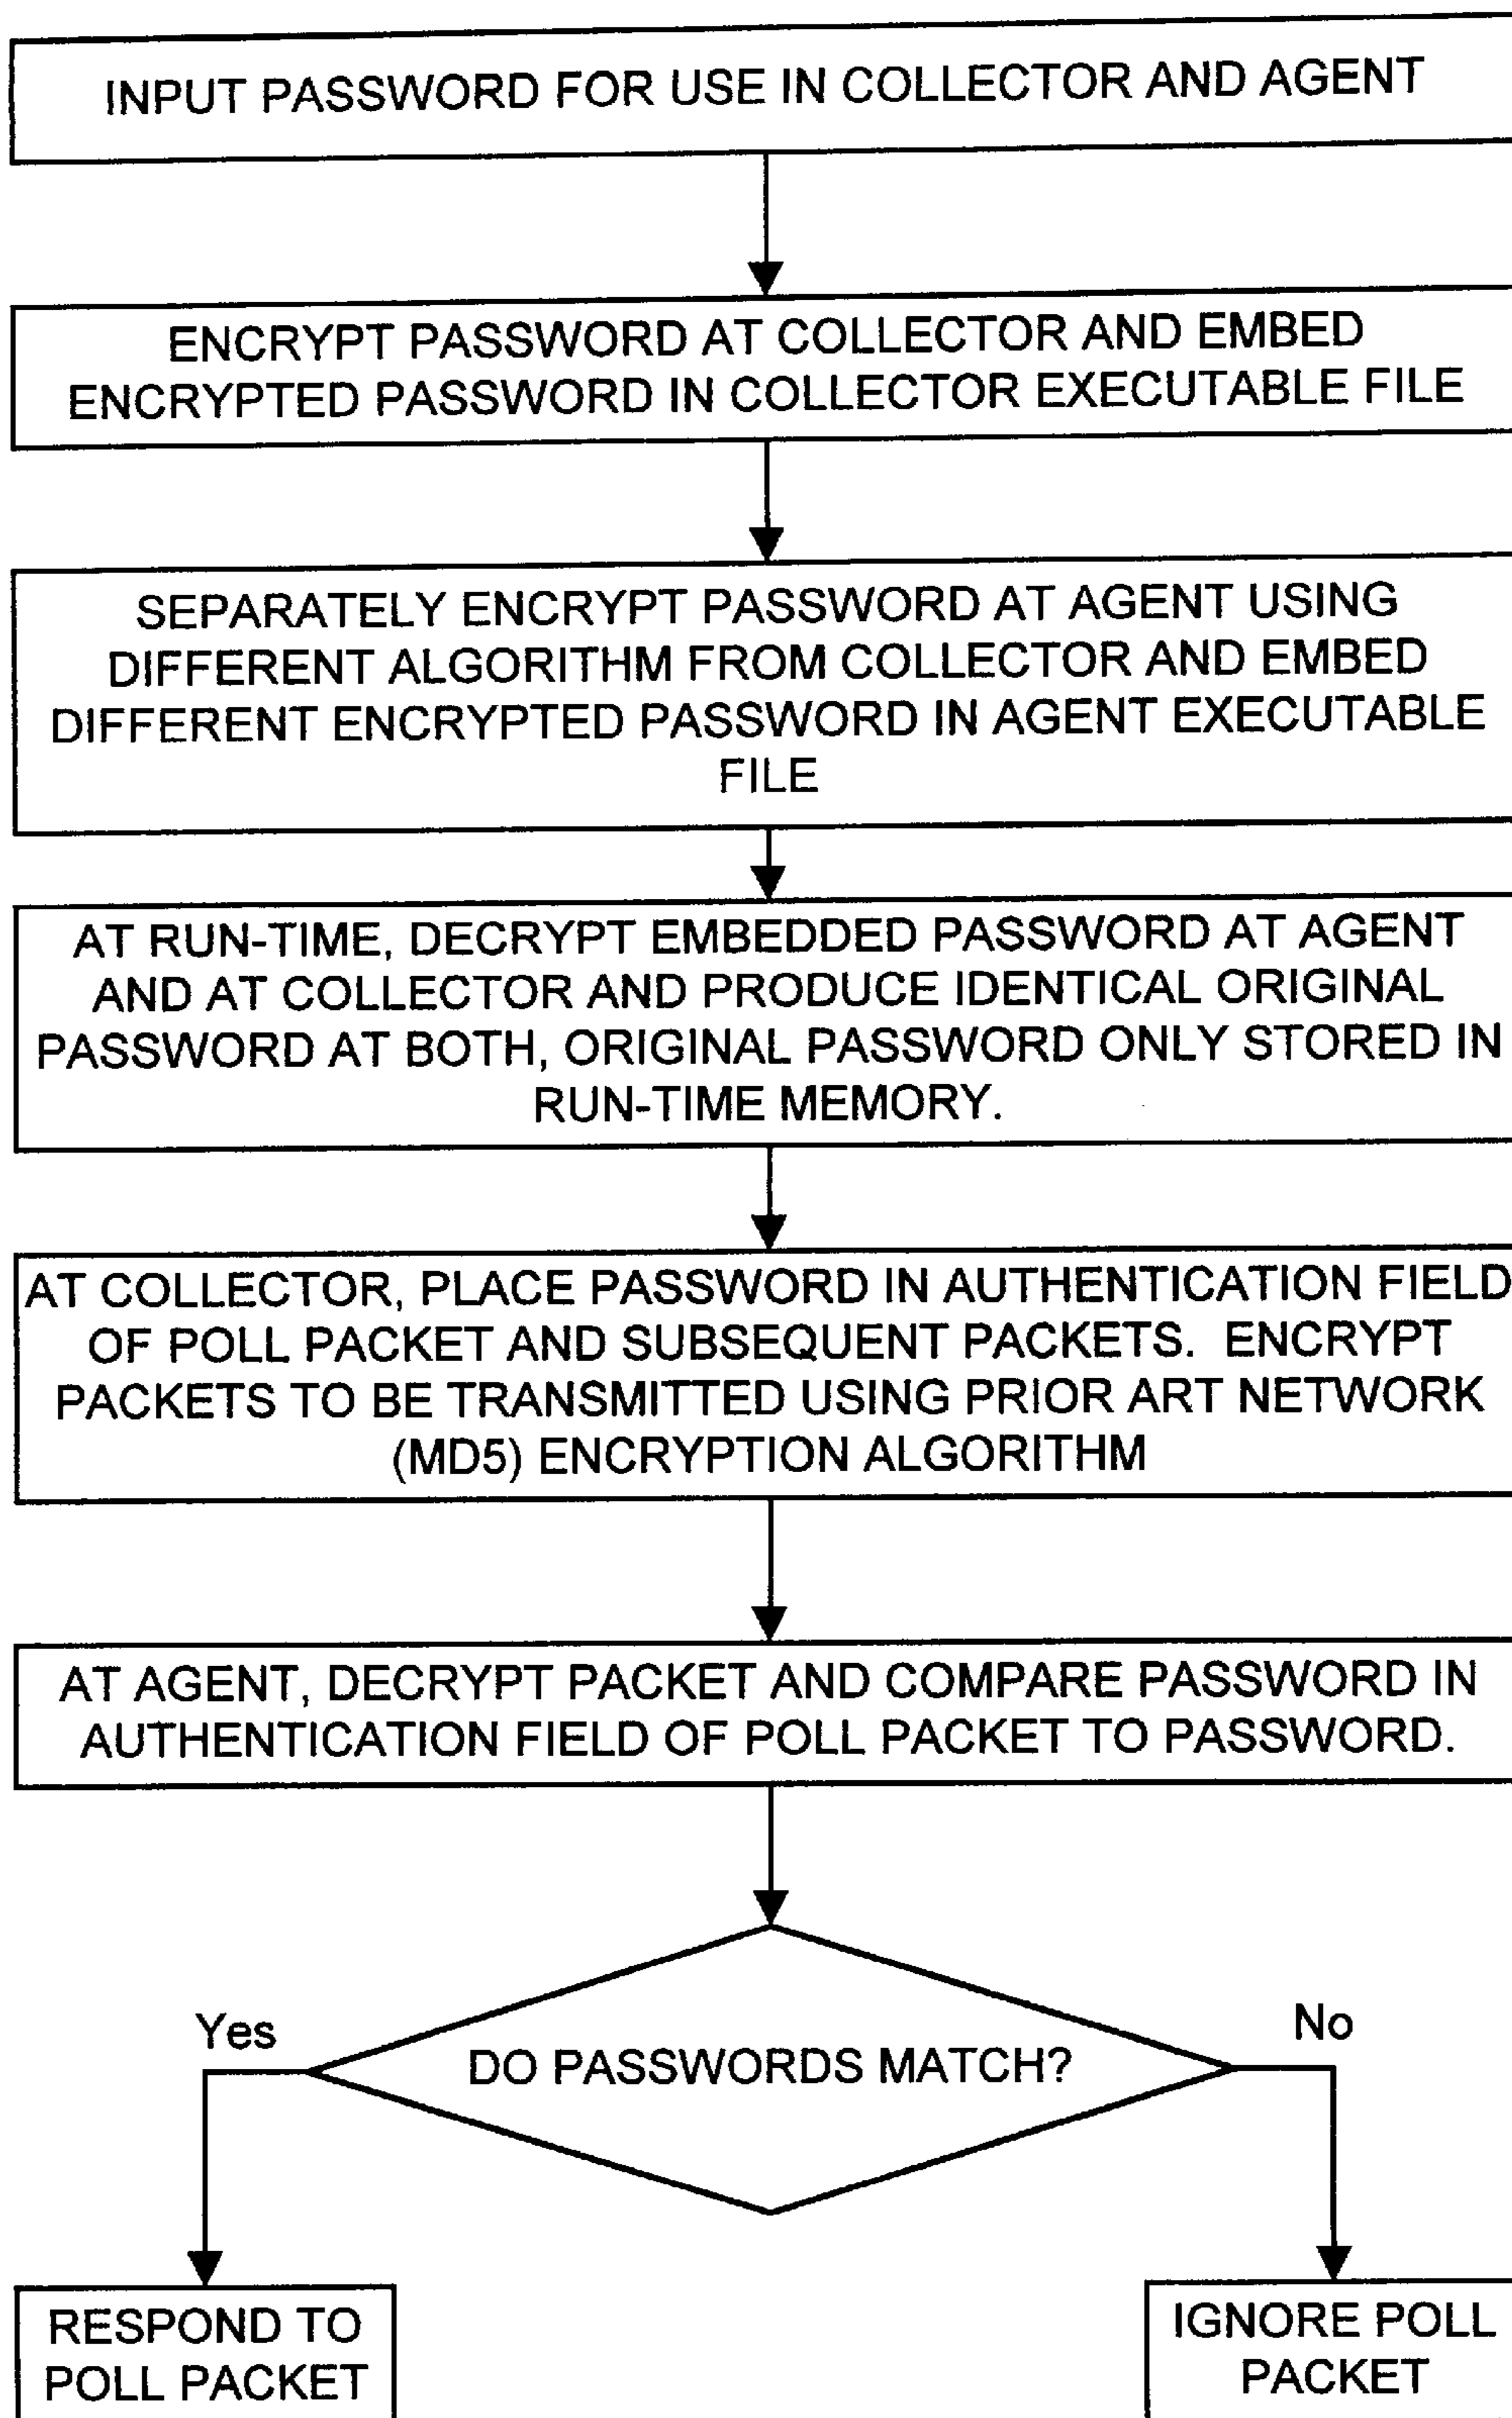 INPUT PASSWORD FOR USE IN COLLECTOR AND AGENT
ENCRYPT PASSWORD AT COLLECTOR AND EMBED
ENCRYPTED PASSWORD IN COLLECTOR EXECUTABLE FILE
SEPARATELY ENCRYPT PASSWORD AT AGENT USING
DIFFERENT ALGORITHM FROM COLLECTOR AND EMBED
DIFFERENT ENCRYPTED PASSWORD IN AGENT EXECUTABLE
FILE
AT RUN-TIME, DECRYPT EMBEDDED PASSWORD AT AGENT
AND AT COLLECTOR AND PRODUCE IDENTICAL ORIGINAL
PASSWORD AT BOTH, ORIGINAL PASSWORD ONLY STORED IN
RUN-TIME MEMORY.
AT COLLECTOR, PLACE PASSWORD IN AUTHENTICATION FIELD
OF POLL PACKET AND SUBSEQUENT PACKETS. ENCRYPT
PACKETS TO BE TRANSMITTED USING PRIOR ART NETWORK
(MD5) ENCRYPTION ALGORITHM
AT AGENT, DECRYPT PACKET AND COMPARE PASSWORD IN
AUTHENTICATION FIELD OF POLL PACKET TO PASSWORD.
Yes
No
DO PASSWORDS MATCH?
RESPOND TO
POLL PACKET
IGNORE POLL
PACKET